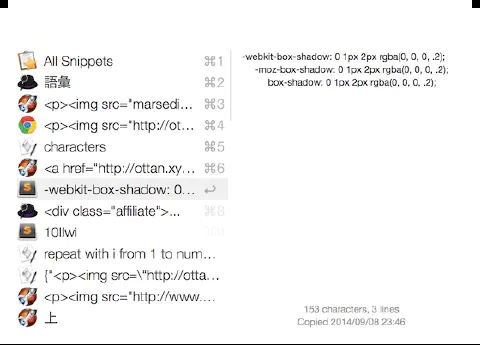 All Snippets ⌘1
語彙 ⌘2
<p><img src="marsedi... ⌘3
<p><img src="http://ot... ⌘4
characters ⌘5
<a href="http://ottan.xy... ⌘6
-webkit-box-shadow: 0... ↩
<div class="affiliate">... ⌘8
10llwi
repeat with i from 1 to num...
{"<p><img src=\"http://otta...
<p><img src="http://www....
上
-webkit-box-shadow: 0 1px 2px rgba(0, 0, 0, .2);
-moz-box-shadow: 0 1px 2px rgba(0, 0, 0, .2);
box-shadow: 0 1px 2px rgba(0, 0, 0, .2);
153 characters, 3 lines
Copied 2014/09/08 23:46